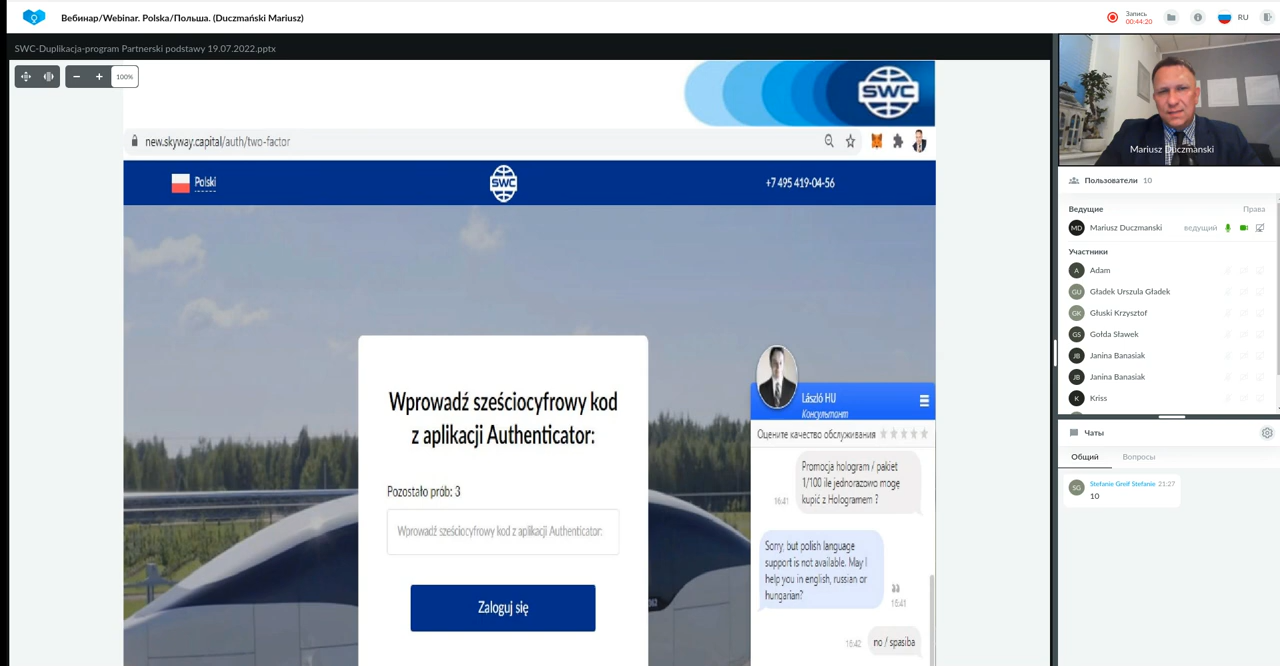 Вебинар/Webinar. Polska/Польша. (Duczmański Mariusz)
Запись
00:44:20
RU
SWC-Duplikacja-program Partnerski podstawy 19.07.2022.pptx
100%
SWC
new.skyway.capital/auth/two-factor
Polski
SWC
+7 495 419-04-56
Wprowadź sześciocyfrowy kod
z aplikacji Authenticator:
Pozostało prób: 3
Wprowadź sześciocyfrowy kod z aplikacji Authenticator:
Zaloguj się
László HU
Консультант
Оцените качество обслуживания
Promocja hologram / pakiet
1/100 ile jednorazowo mogę
kupić z Hologramem ?
16:41
Sorry, but polish language
support is not available. May I
help you in english, russian or
hungarian?
16:41
16:42
no / spasiba
Mariusz Duczmanski
Пользователи 10
Ведущие
Права
MD
Mariusz Duczmanski
ведущий
Участники
A
Adam
GU
Gładek Urszula Gładek
GK
Głuski Krzysztof
GS
Gołda Sławek
JB
Janina Banasiak
JB
Janina Banasiak
K
Kriss
Чаты
Общий
Вопросы
SG
Stefanie Greif Stefanie 21:27
10